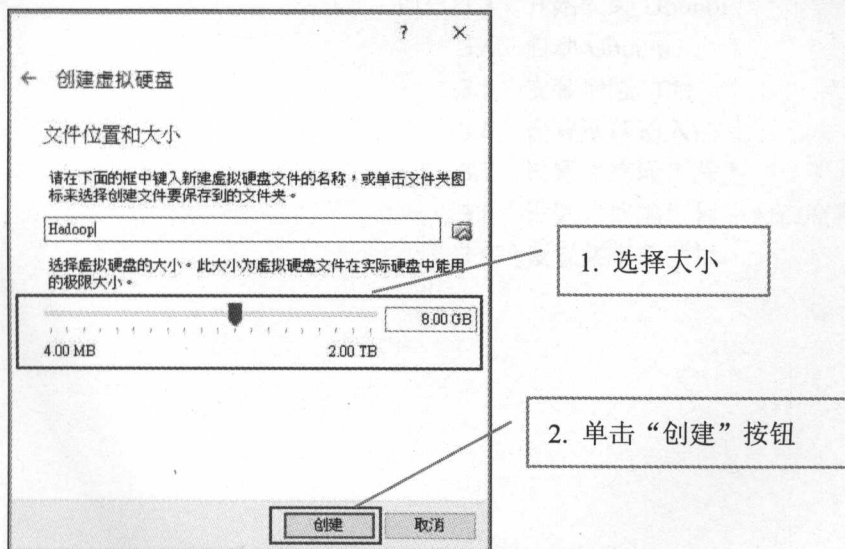 ? ×
← 创建虚拟硬盘
文件位置和大小
请在下面的框中键入新建虚拟硬盘文件的名称，或单击文件夹图
标来选择创建文件要保存到的文件夹。
Hadoop
选择虚拟硬盘的大小。此大小为虚拟硬盘文件在实际硬盘中能用
的极限大小。
8.00 GB
4.00 MB 2.00 TB
1. 选择大小
2. 单击“创建”按钮
创建 取消